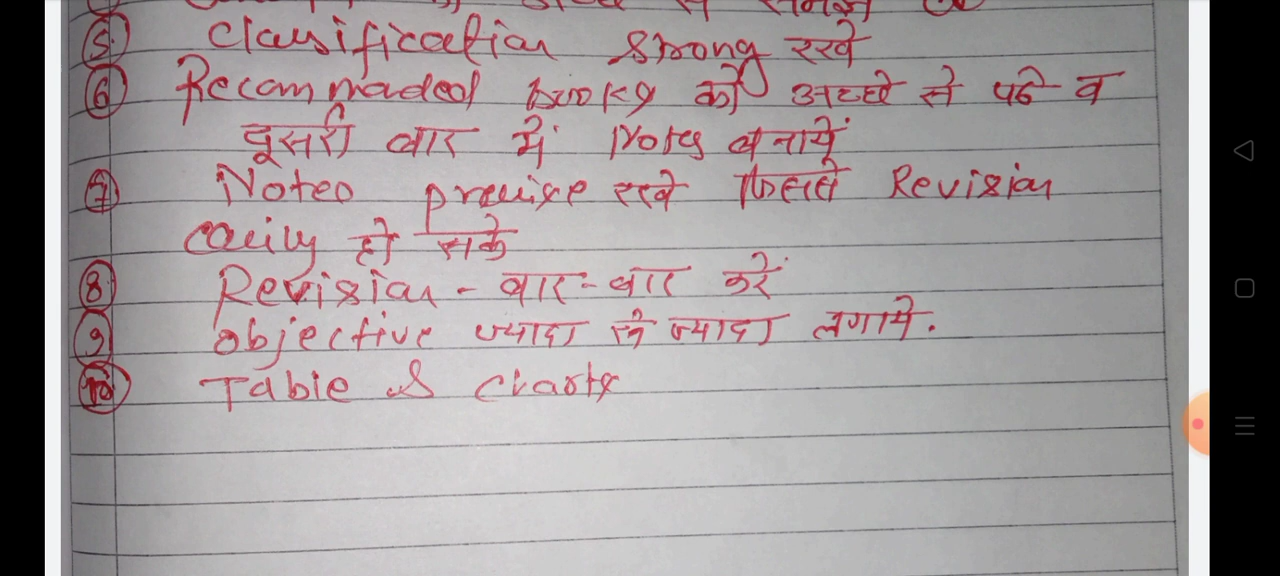 से समझ
5 Classification strong रखे
6 Recommaded books को अच्छे से पढे व
दूसरी बार में Notes बनायें
7 Notes precise रखे जिससे Revision
easily हो सके
8 Revision - बार-बार करें
9 objective ज्यादा से ज्यादा लगाये.
10 Table & Charts